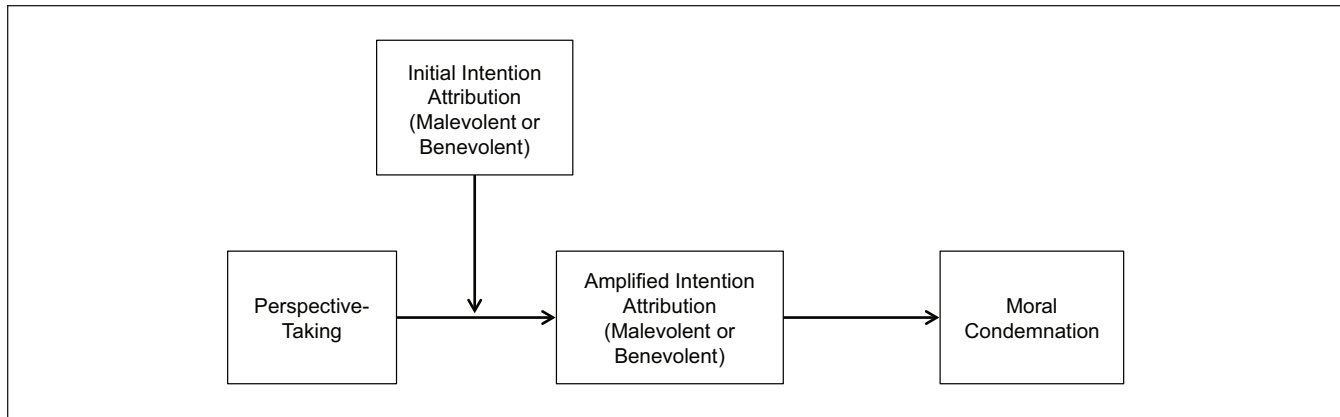 Initial Intention
Attribution
(Malevolent or
Benevolent)
Perspective-
Taking
Amplified Intention
Attribution
(Malevolent or
Benevolent)
Moral
Condemnation